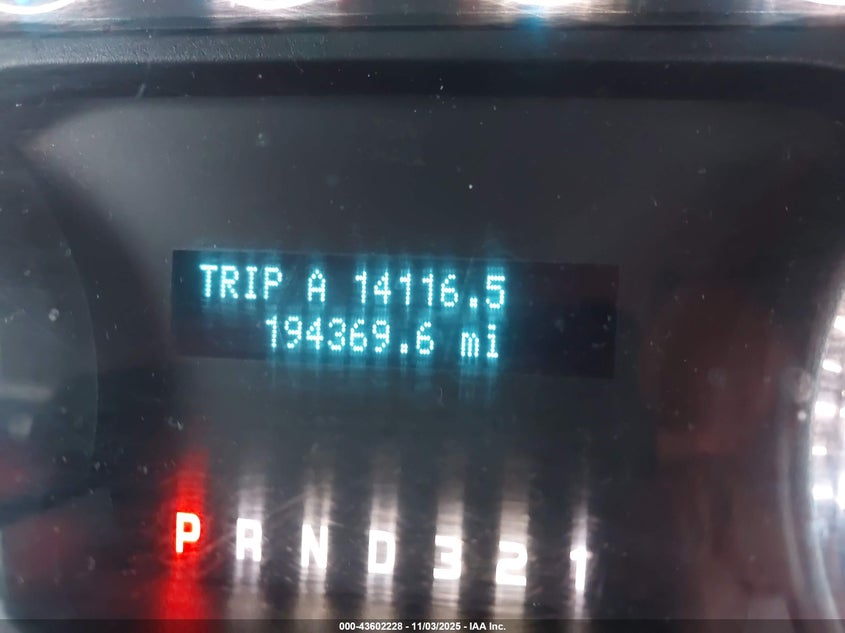 TRIP A 14116.5
194369.6 mi
P R N D 3 2 1
000-43602228 - 11/03/2025 - IAA Inc.